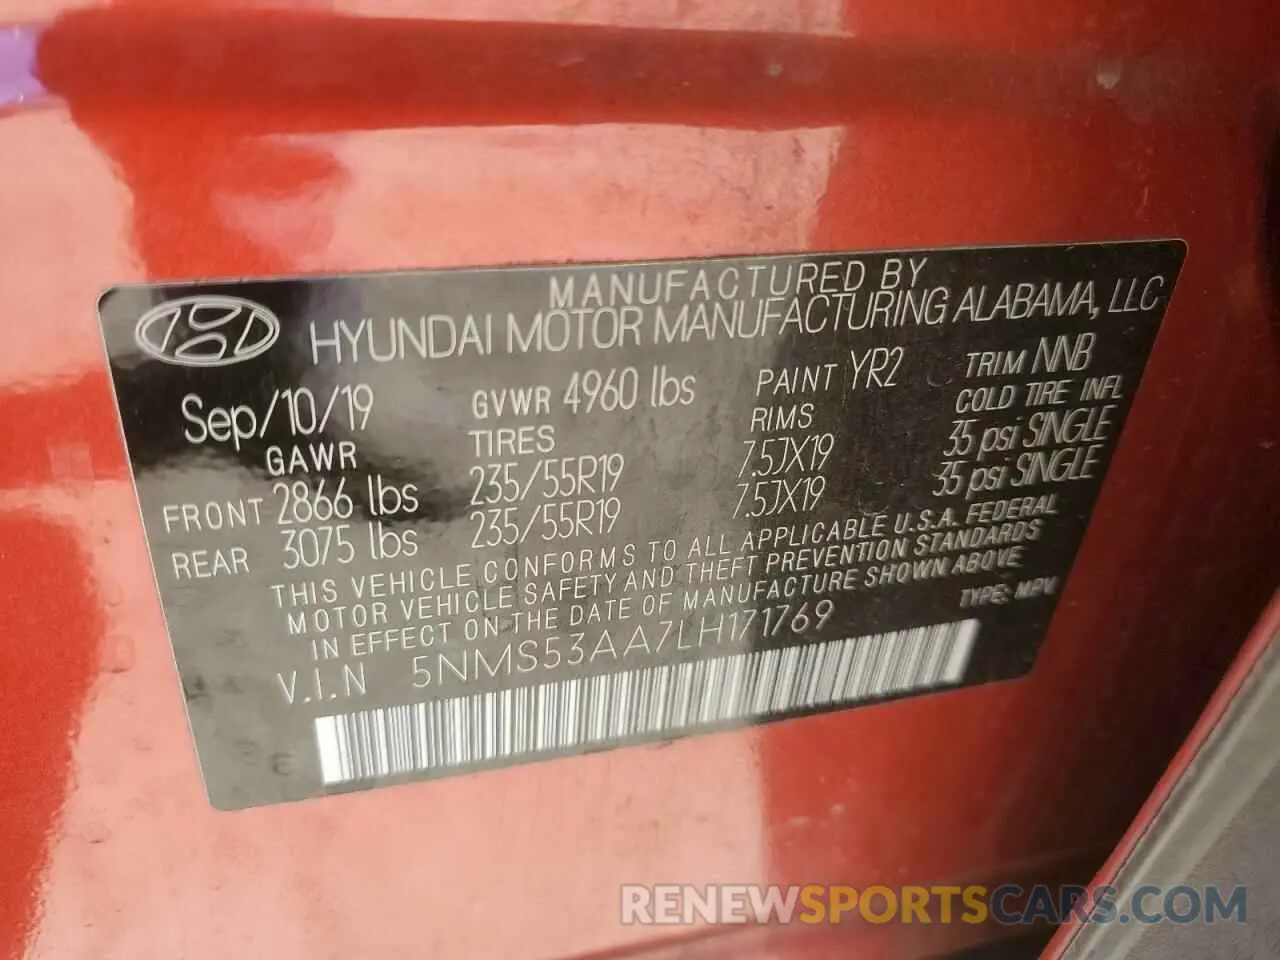 MANUFACTURED BY
HYUNDAI MOTOR MANUFACTURING ALABAMA, LLC
Sep/10/19 GVWR 4960 lbs PAINT YR2 TRIM NNB
GAWR TIRES RIMS COLD TIRE INFL
FRONT 2866 lbs 235/55R19 7.5JX19 35 psi SINGLE
REAR 3075 lbs 235/55R19 7.5JX19 35 psi SINGLE
THIS VEHICLE CONFORMS TO ALL APPLICABLE U.S.A. FEDERAL
MOTOR VEHICLE SAFETY AND THEFT PREVENTION STANDARDS
IN EFFECT ON THE DATE OF MANUFACTURE SHOWN ABOVE
V.I.N 5NMS53AA7LH171769 TYPE: MPV
RENEWSPORTSCARS.COM